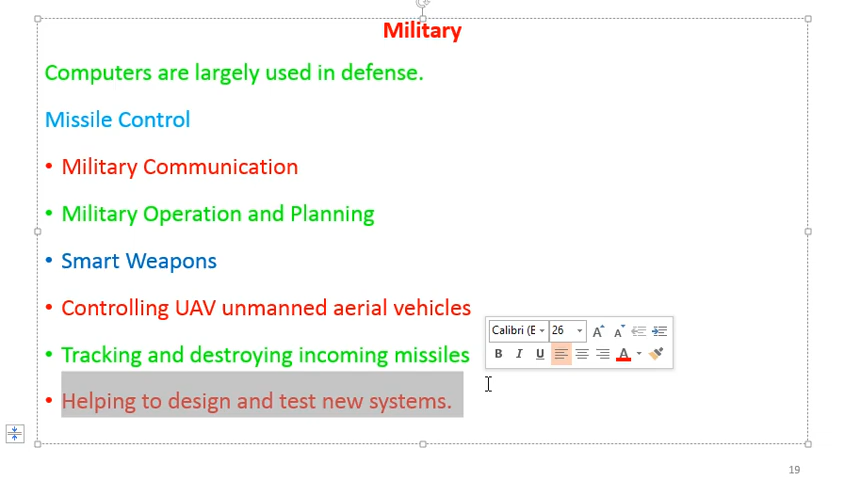 Military
Computers are largely used in defense.
Missile Control
• Military Communication
• Military Operation and Planning
• Smart Weapons
• Controlling UAV unmanned aerial vehicles
Calibri (E 26 A A
• Tracking and destroying incoming missiles
B I U A
• Helping to design and test new systems.
19